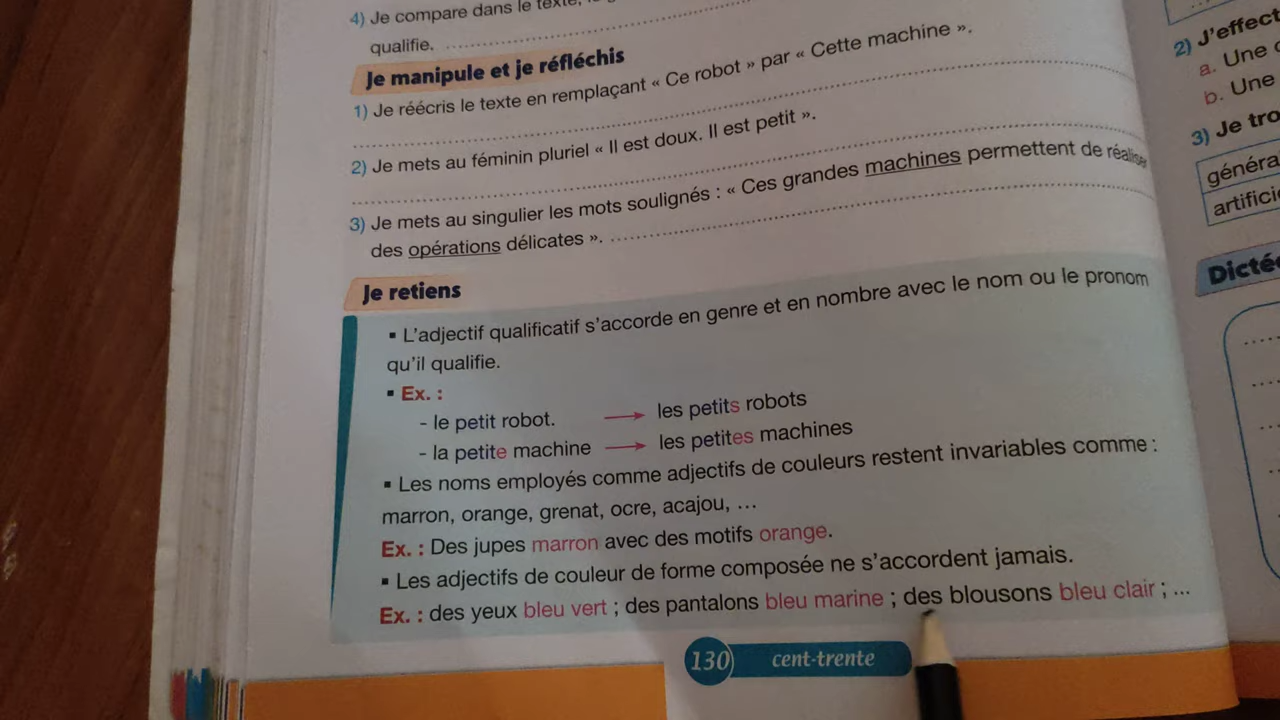 4) Je compare dans le texte,
qualifie. ........
Je manipule et je réfléchis
1) Je réécris le texte en remplaçant « Ce robot » par « Cette machine ».
2) Je mets au féminin pluriel « Il est doux. Il est petit ».
3) Je mets au singulier les mots soulignés : « Ces grandes machines permettent de réaliser
des opérations délicates ». ........
Je retiens
▪ L'adjectif qualificatif s'accorde en genre et en nombre avec le nom ou le pronom
qu'il qualifie.
▪ Ex. :
- le petit robot. → les petits robots
- la petite machine → les petites machines
▪ Les noms employés comme adjectifs de couleurs restent invariables comme :
marron, orange, grenat, ocre, acajou, ...
Ex. : Des jupes marron avec des motifs orange.
▪ Les adjectifs de couleur de forme composée ne s'accordent jamais.
Ex. : des yeux bleu vert ; des pantalons bleu marine ; des blousons bleu clair ; ...
130 cent-trente
2) J'effect
a. Une
b. Une
3) Je tro
généra
artifici
Dictée